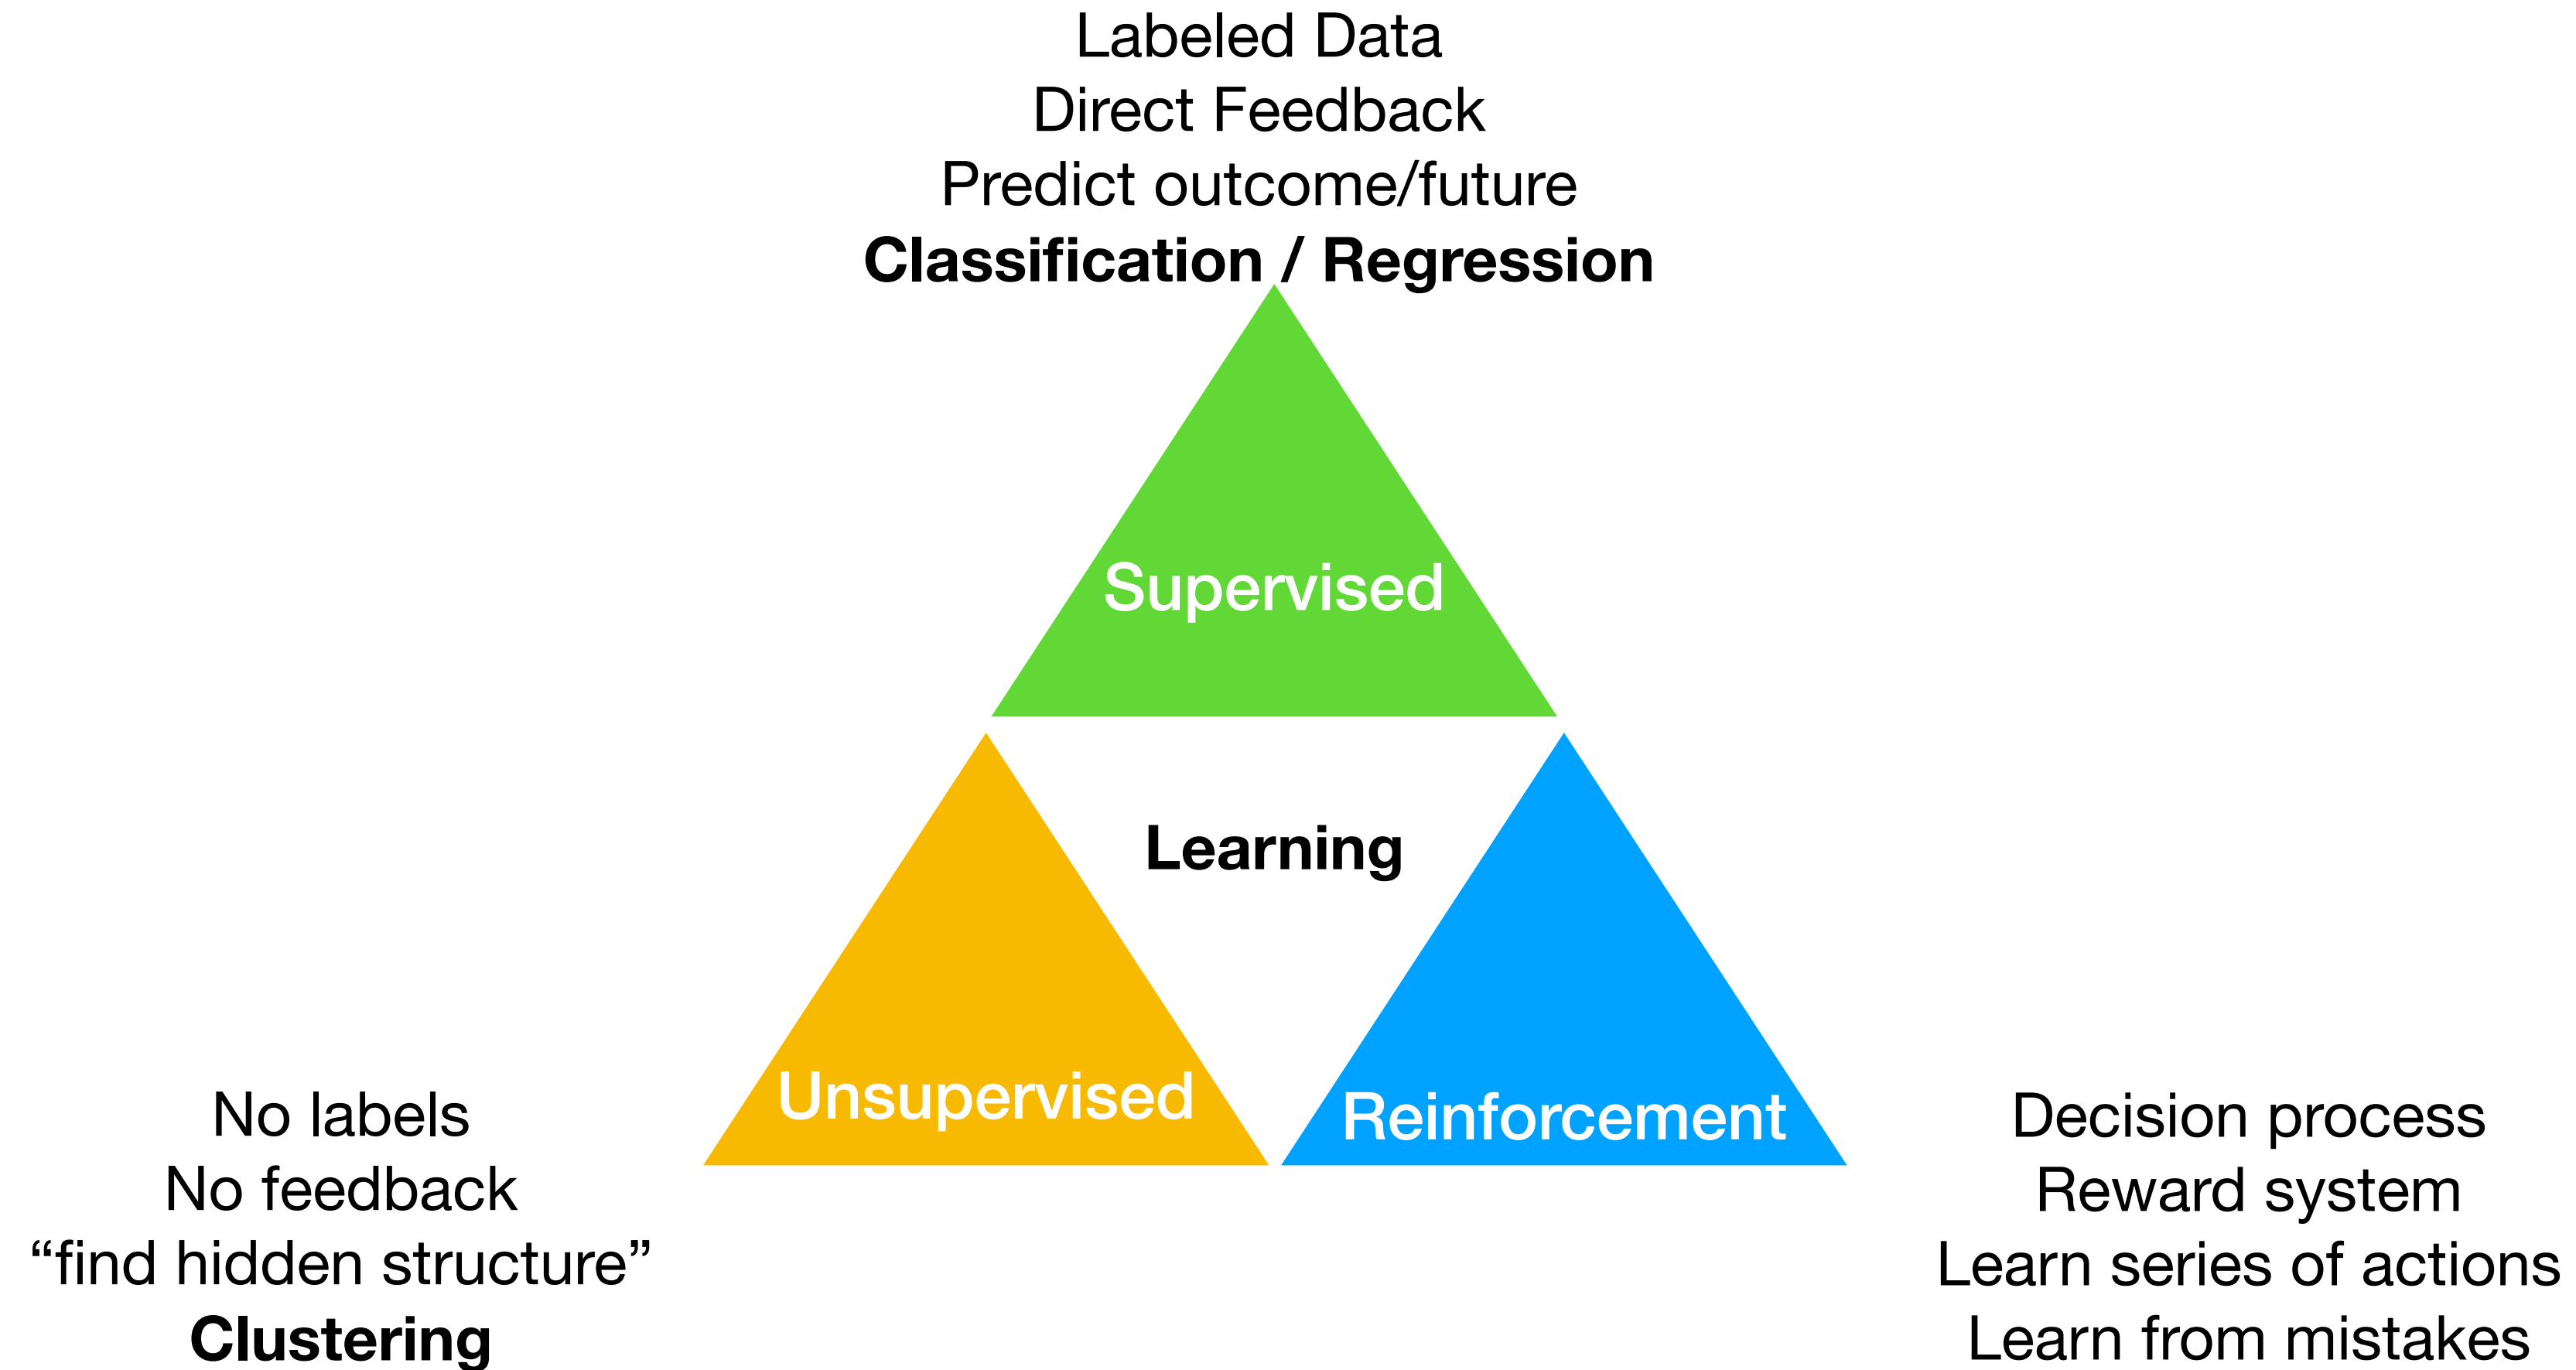 Labeled Data
Direct Feedback
Predict outcome/future
Classification / Regression
Supervised
Learning
Unsupervised
Reinforcement
No labels
No feedback
“find hidden structure”
Clustering
Decision process
Reward system
Learn series of actions
Learn from mistakes